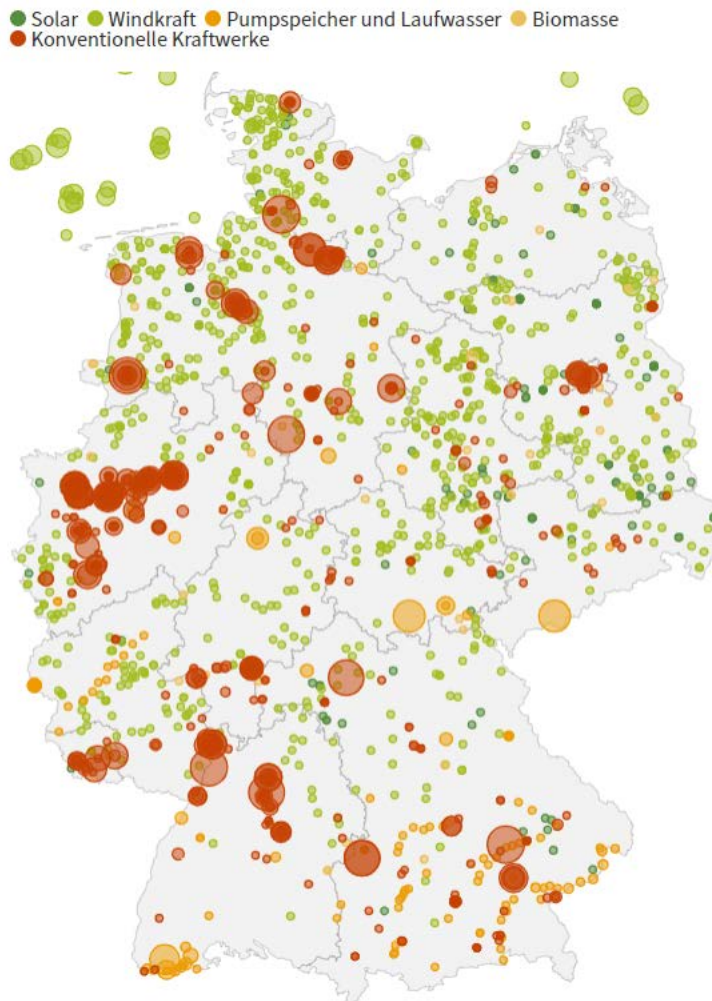 Solar Windkraft Pumpspeicher und Laufwasser Biomasse
Konventionelle Kraftwerke